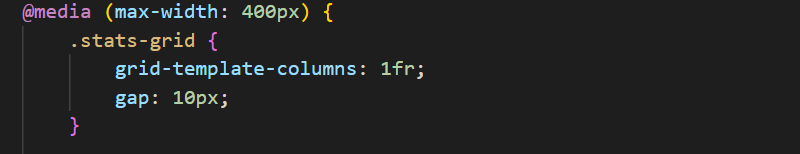 @media (max-width: 400px) {
    .stats-grid {
        grid-template-columns: 1fr;
        gap: 10px;
    }